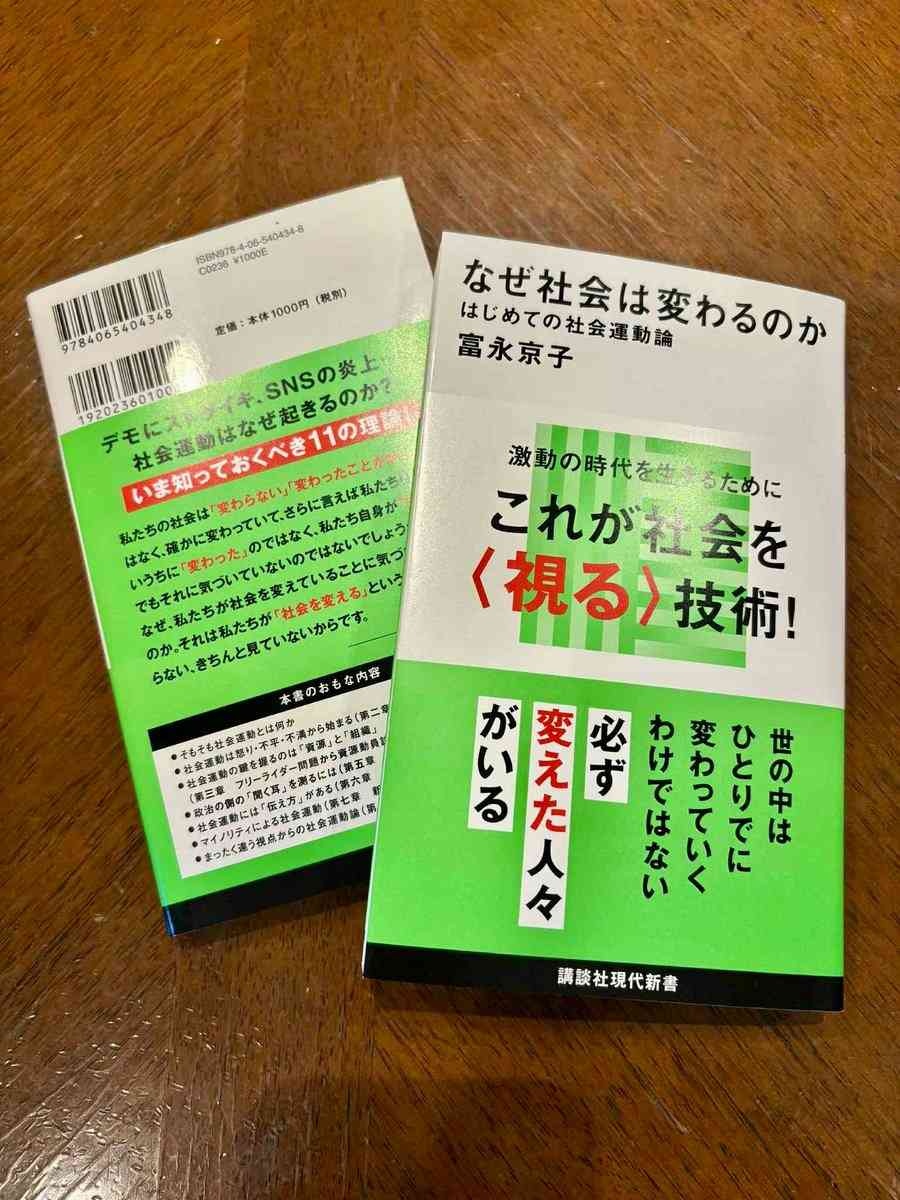 なぜ社会は変わるのか
はじめての社会運動論
富永京子
激動の時代を生きるために
これが社会を
〈視る〉技術!
世の中は
ひとりでに
変わっていく
わけではない
必ず
変えた人々
がいる
講談社現代新書
9784065404348
ISBN978-4-06-540434-8
C0236 ¥1000E
定価:本体1000円(税別)
19202360100
デモにストライキ、SNSの炎上
社会運動はなぜ起きるのか?
いま知っておくべき11の理論
私たちの社会は「変わらない」「変わったことが
はなく、確かに変わっていて、さらに言えば私たち
いうちに「変わった」のではなく、私たち自身が
でもそれに気づいていないのではないでしょう
なぜ、私たちが社会を変えていることに気づ
のか。それは私たちが「社会を変える」という
らない、きちんと見ていないからです。
本書のおもな内容
●そもそも社会運動とは何か
●社会運動は怒り・不平・不満から始まる(第二章
●社会運動の鍵を握るのは「資源」と「組織」
(第三章 フリーライダー問題から資源動員
●政治の側の「聞く耳」を測るには(第五章
●社会運動には「伝え方」がある(第六章
●マイノリティによる社会運動(第七章
●まったく違う視点からの社会運動論(第